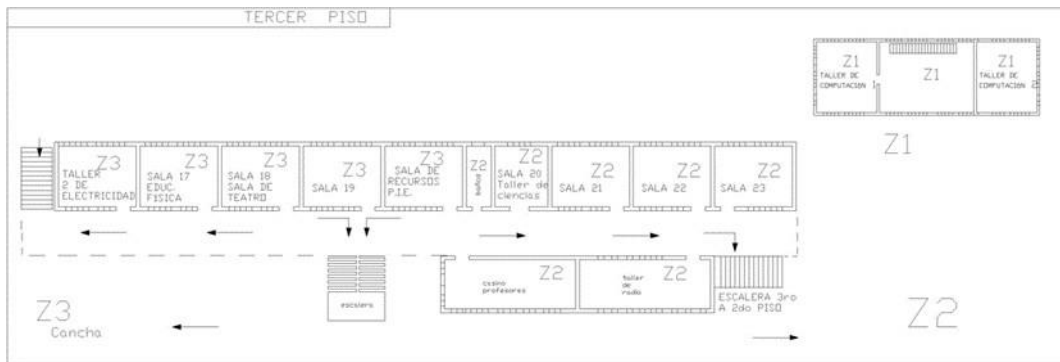 TERCER PISO
Z1
TALLER DE
COMPUTACION 1
Z1
Z1
TALLER DE
COMPUTACION 2
Z1
Z3
TALLER
2 DE
ELECTRICIDAD
Z3
SALA 17
EDUC.
FISICA
Z3
SALA 18
SALA DE
TEATRO
Z3
SALA 19
Z3
SALA DE
RECURSOS
P.I.E.
Z2
baños
Z2
SALA 20
Taller de
ciencias
Z2
SALA 21
Z2
SALA 22
Z2
SALA 23
escalera
Z2
casino
profesores
Z2
taller
de
radio
ESCALERA 3ro
A 2do PISO
Z3
Cancha
Z2